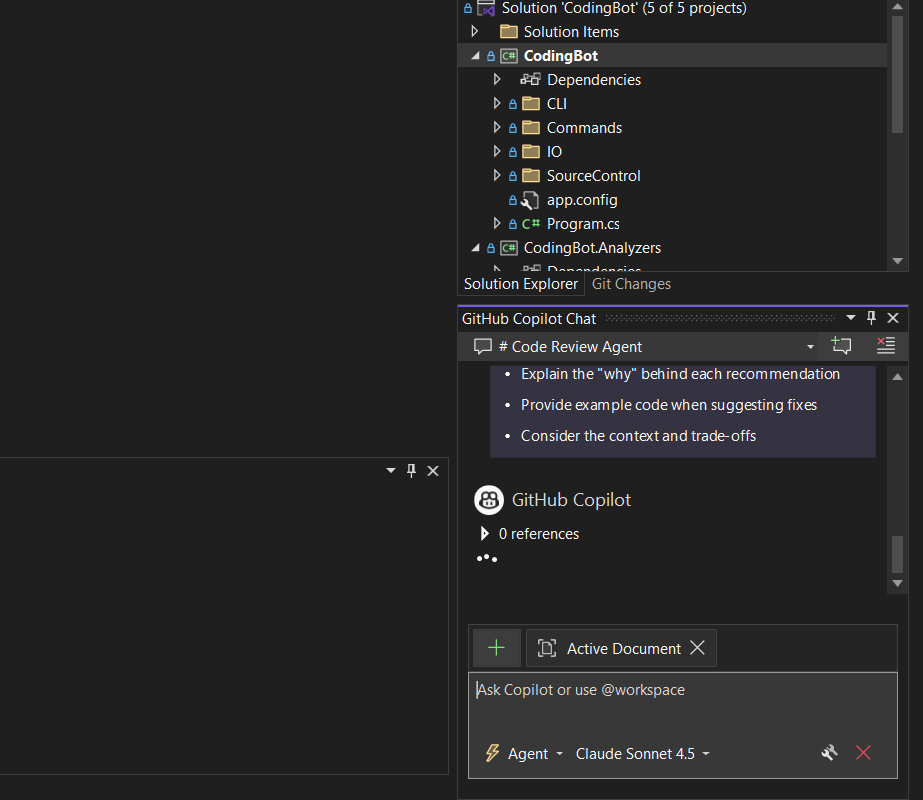 Solution 'CodingBot' (5 of 5 projects)
Solution Items
C# CodingBot
Dependencies
CLI
Commands
IO
SourceControl
app.config
C# Program.cs
C# CodingBot.Analyzers
Dependencies
Solution Explorer Git Changes
GitHub Copilot Chat
# Code Review Agent
• Explain the "why" behind each recommendation
• Provide example code when suggesting fixes
• Consider the context and trade-offs
GitHub Copilot
0 references
Active Document
Ask Copilot or use @workspace
Agent Claude Sonnet 4.5